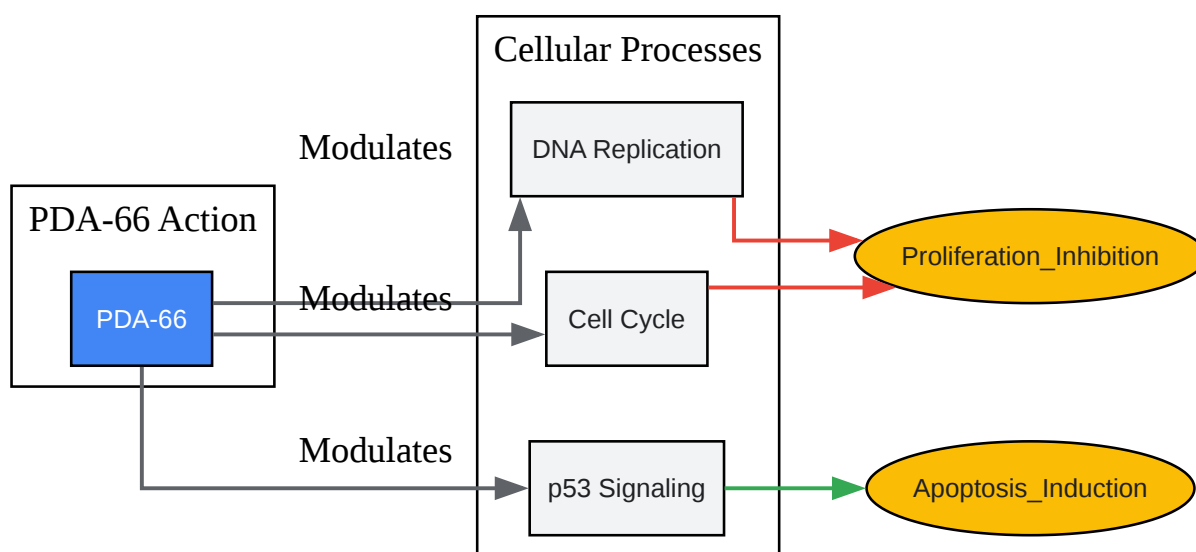 Cellular Processes
Modulates
DNA Replication
PDA-66 Action
Proliferation_Inhibition
Modulates
PDA-66
Cell Cycle
Modulates
p53 Signaling
Apoptosis_Induction